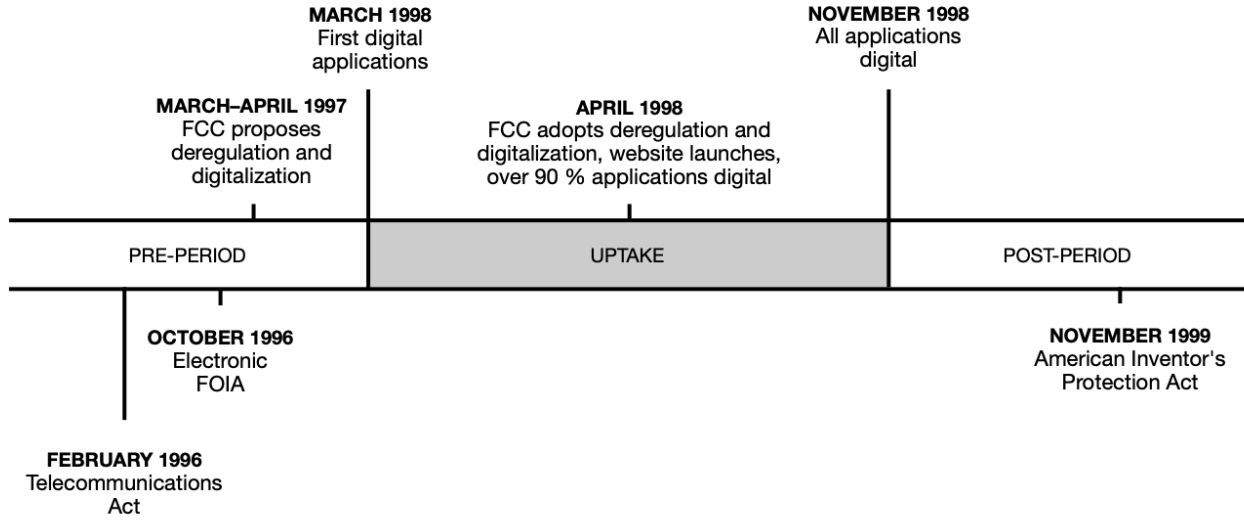 MARCH 1998
First digital
applications
NOVEMBER 1998
All applications
digital
MARCH–APRIL 1997
FCC proposes
deregulation and
digitalization
APRIL 1998
FCC adopts deregulation and
digitalization, website launches,
over 90 % applications digital
PRE-PERIOD
UPTAKE
POST-PERIOD
OCTOBER 1996
Electronic
FOIA
NOVEMBER 1999
American Inventor's
Protection Act
FEBRUARY 1996
Telecommunications
Act